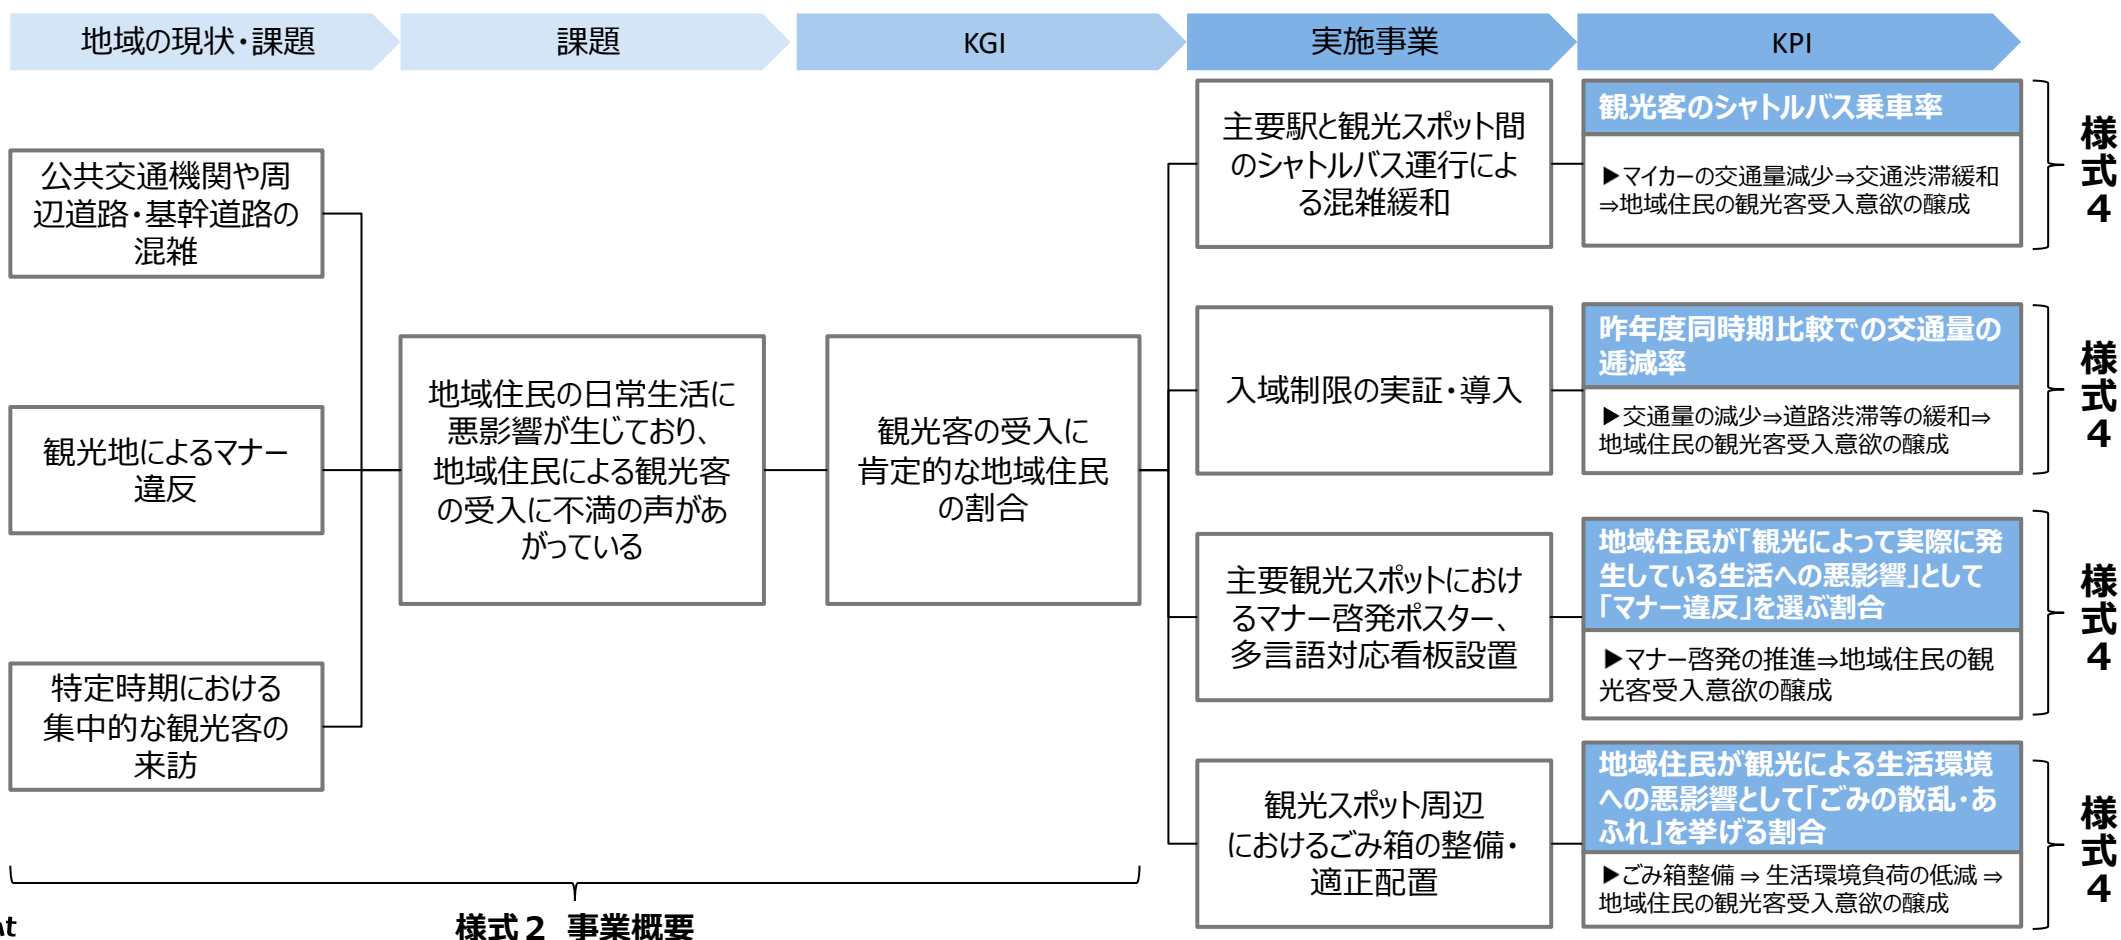 地域の現状・課題
課題
KGI
実施事業
KPI
公共交通機関や周
辺道路・基幹道路の
混雑
観光地によるマナー
違反
特定時期における
集中的な観光客の
来訪
地域住民の日常生活に
悪影響が生じており、
地域住民による観光客
の受入に不満の声があ
がっている
観光客の受入に
肯定的な地域住民
の割合
主要駅と観光スポット間
のシャトルバス運行によ
る混雑緩和
観光客のシャトルバス乗車率
▶マイカーの交通量減少⇒交通渋滞緩和
⇒地域住民の観光客受入意欲の醸成
様式4
入域制限の実証・導入
昨年度同時期比較での交通量の
逓減率
▶交通量の減少⇒道路渋滞等の緩和⇒
地域住民の観光客受入意欲の醸成
様式4
主要観光スポットにおけ
るマナー啓発ポスター、
多言語対応看板設置
地域住民が「観光によって実際に発
生している生活への悪影響」として
「マナー違反」を選ぶ割合
▶マナー啓発の推進⇒地域住民の観
光客受入意欲の醸成
様式4
観光スポット周辺
におけるごみ箱の整備・
適正配置
地域住民が観光による生活環境
への悪影響として「ごみの散乱・あ
ふれ」を挙げる割合
▶ごみ箱整備 ⇒ 生活環境負荷の低減 ⇒
地域住民の観光客受入意欲の醸成
様式4
様式２ 事業概要